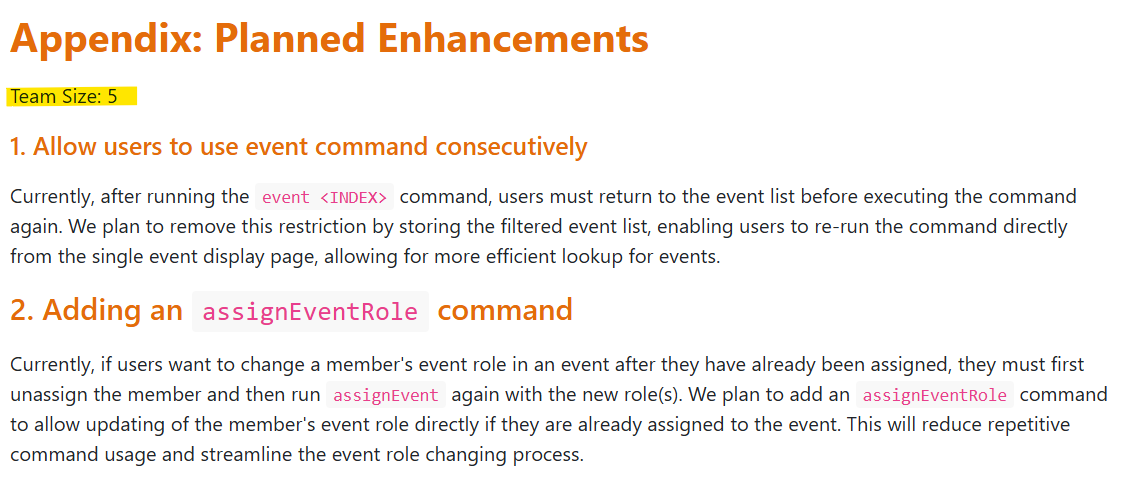 Appendix: Planned Enhancements
Team Size: 5
1. Allow users to use event command consecutively
Currently, after running the event <INDEX> command, users must return to the event list before executing the command
again. We plan to remove this restriction by storing the filtered event list, enabling users to re-run the command directly
from the single event display page, allowing for more efficient lookup for events.
2. Adding an assignEventRole command
Currently, if users want to change a member's event role in an event after they have already been assigned, they must first
unassign the member and then run assignEvent again with the new role(s). We plan to add an assignEventRole command
to allow updating of the member's event role directly if they are already assigned to the event. This will reduce repetitive
command usage and streamline the event role changing process.